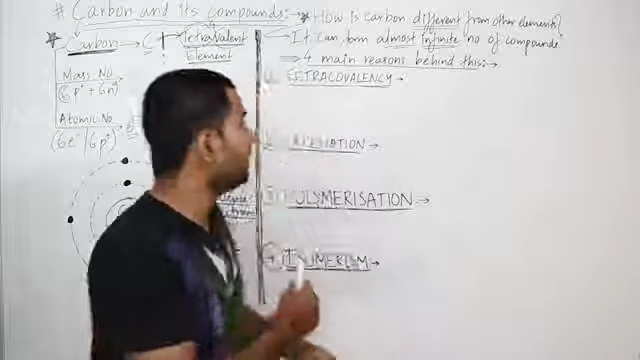 # Carbon and its compounds:-
* Carbon → C
Tetravalent
Element
Mass No
(6p⁺ + 6n⁰)
Atomic No
(6e⁻ | 6p⁺)
* How is carbon different from other elements?
- It can form almost infinite no of compounds
⇒ 4 main reasons behind this:→
TETRACOVALENCY →
→
POLYMERISATION →
→